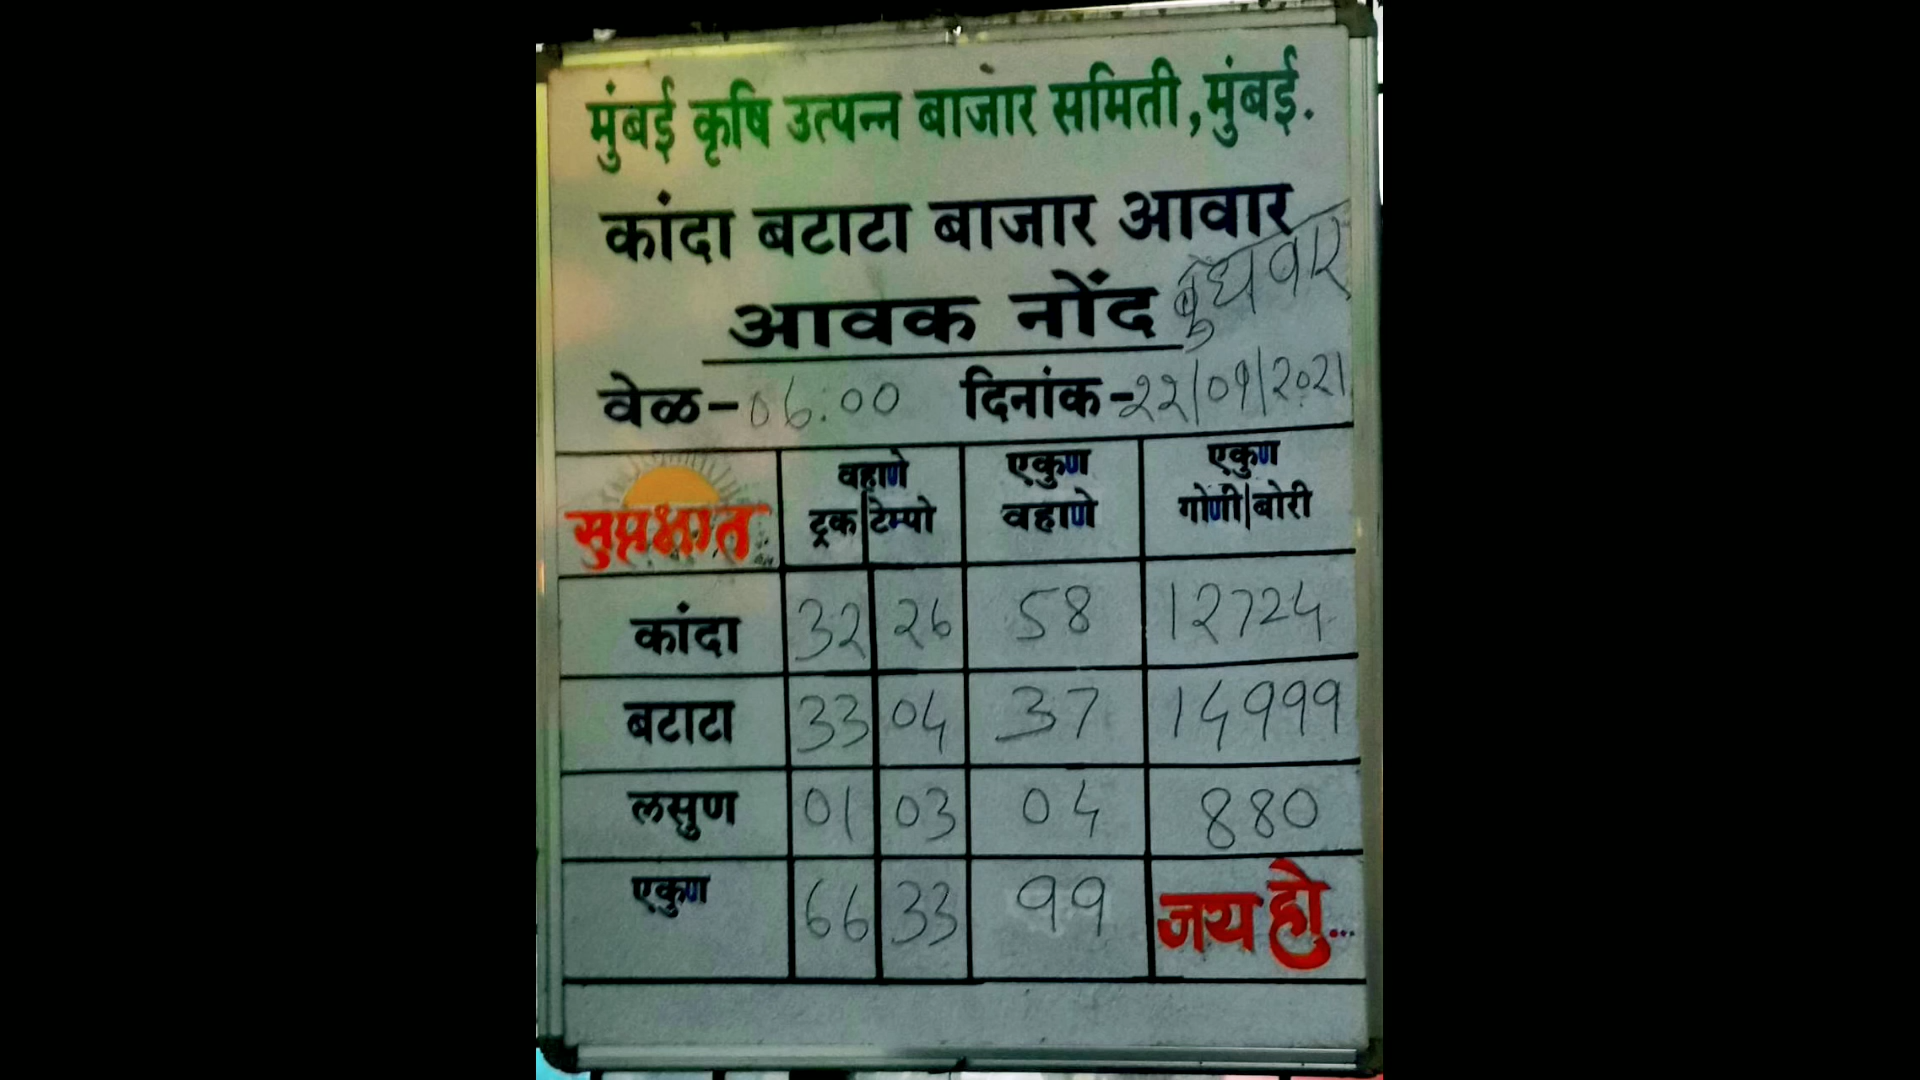 मुंबई कृषि उत्पन्न बाजार समिती,मुंबई.
कांदा बटाटा बाजार आवार
आवक नोंद बुधवार
वेळ-06:00 दिनांक-22/09/2021
सुप्रभात वहाणे एकुण एकुण
ट्रक|टेम्पो वहाणे गोणी|बोरी
कांदा 32 26 58 12724
बटाटा 33 04 37 14999
लसुण 01 03 04 880
एकुण 66 33 99 जय हो...